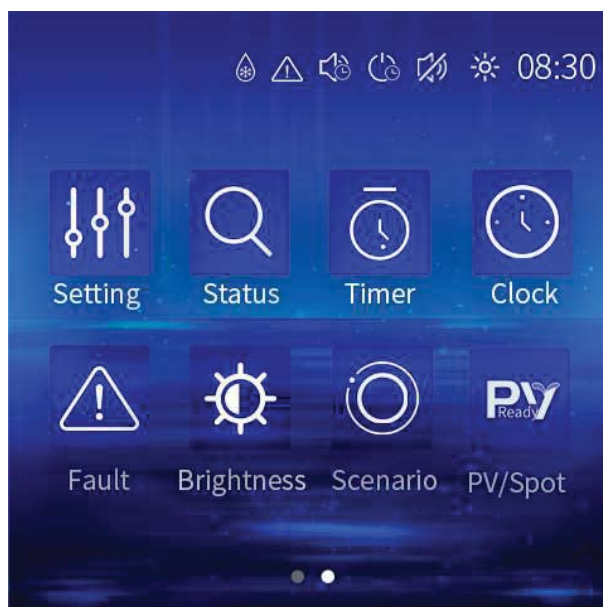 08:30
Setting Status Timer Clock
PV
Ready
Fault Brightness Scenario PV/Spot